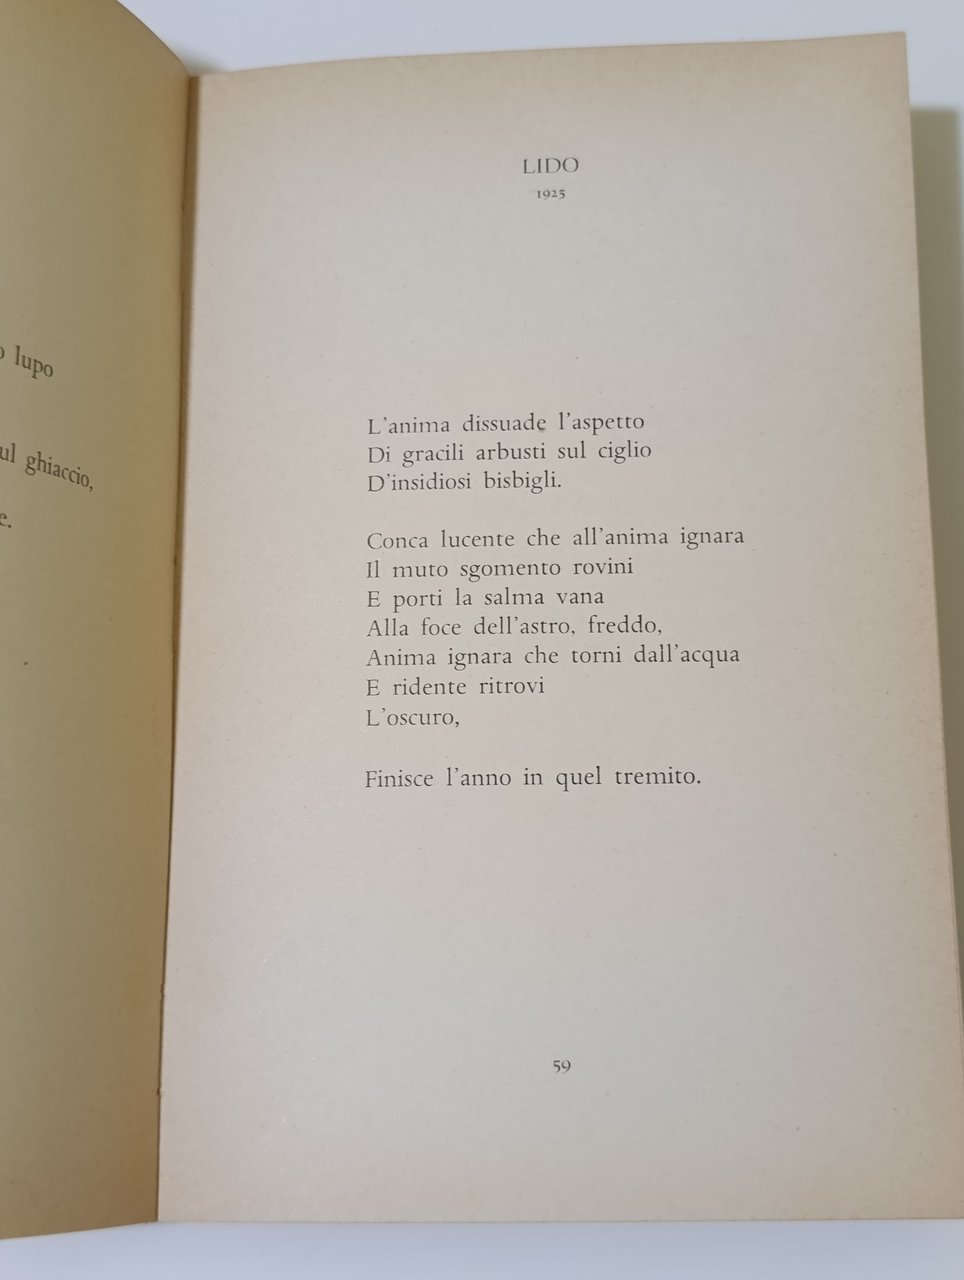 lupo
ul ghiaccio,
e.
LIDO
1925
L'anima dissuade l'aspetto
Di gracili arbusti sul ciglio
D'insidiosi bisbigli.
Conca lucente che all'anima ignara
Il muto sgomento rovini
E porti la salma vana
Alla foce dell'astro, freddo,
Anima ignara che torni dall'acqua
E ridente ritrovi
L'oscuro,
Finisce l'anno in quel tremito.
59